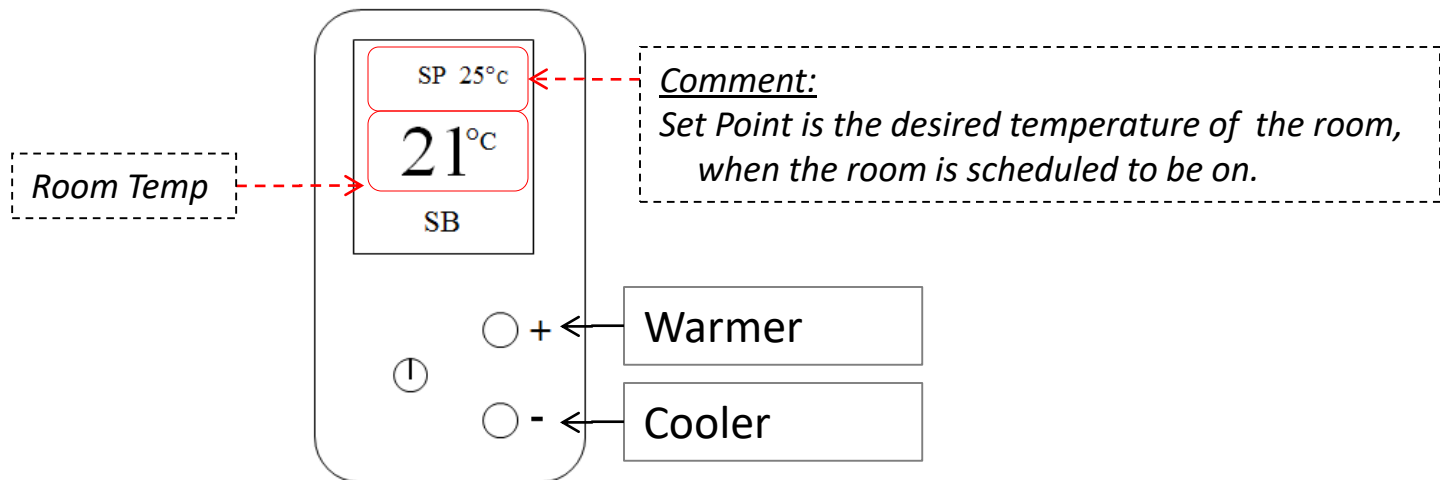 SP 25°C
21°C
SB
Room Temp
Comment:
Set Point is the desired temperature of the room,
when the room is scheduled to be on.
+
Warmer
-
Cooler